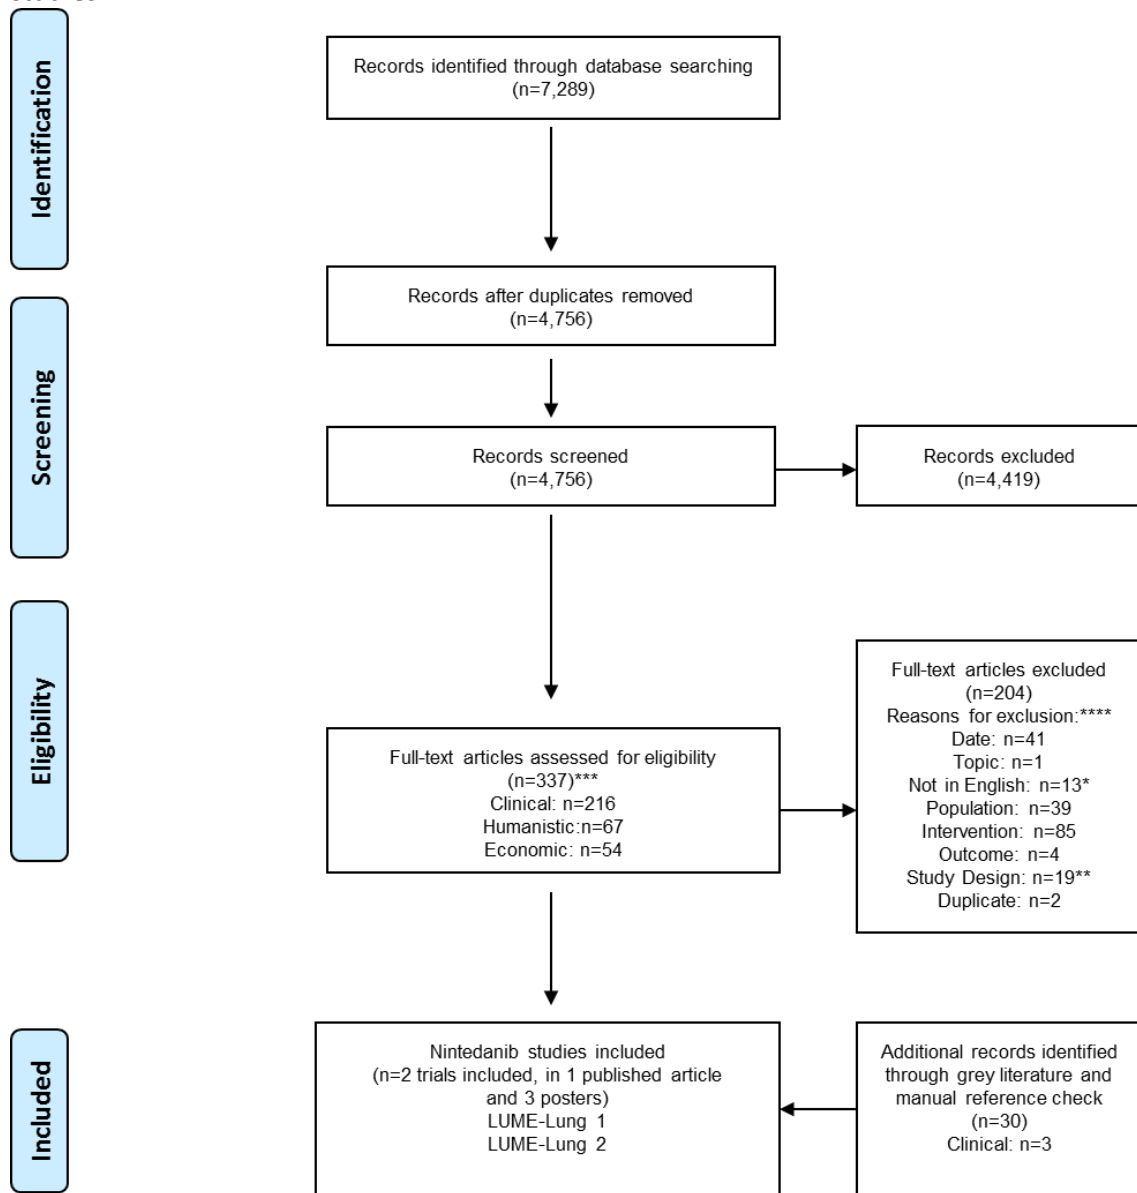 Identification
Records identified through database searching
(n=7,289)
Records after duplicates removed
(n=4,756)
Screening
Records screened
(n=4,756)
Records excluded
(n=4,419)
Eligibility
Full-text articles assessed for eligibility
(n=337)***
Clinical: n=216
Humanistic:n=67
Economic: n=54
Full-text articles excluded
(n=204)
Reasons for exclusion:****
Date: n=41
Topic: n=1
Not in English: n=13*
Population: n=39
Intervention: n=85
Outcome: n=4
Study Design: n=19**
Duplicate: n=2
Included
Nintedanib studies included
(n=2 trials included, in 1 published article
and 3 posters)
LUME-Lung 1
LUME-Lung 2
Additional records identified
through grey literature and
manual reference check
(n=30)
Clinical: n=3